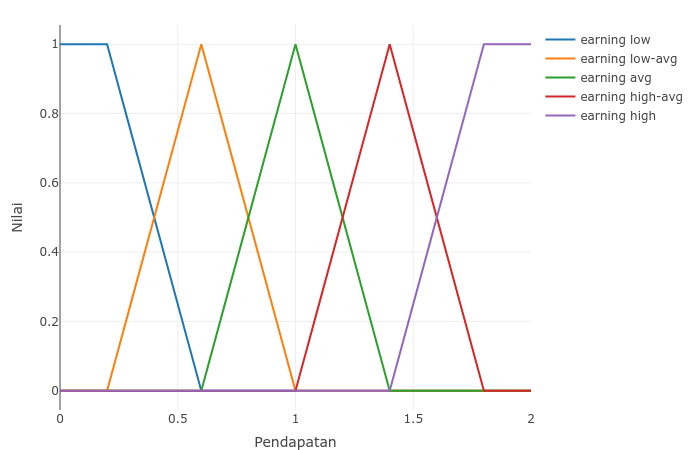 1
0.8
0.6
0.4
0.2
0
Nilai
0
0.5
1
1.5
2
Pendapatan
earning low
earning low-avg
earning avg
earning high-avg
earning high